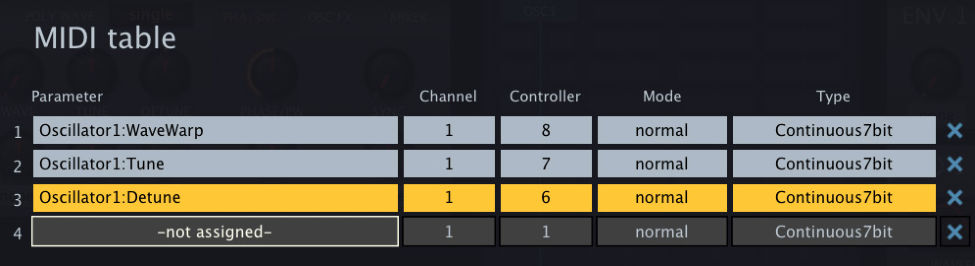 MIDI table
Parameter Channel Controller Mode Type
1 Oscillator1:WaveWarp 1 8 normal Continuous7bit
2 Oscillator1:Tune 1 7 normal Continuous7bit
3 Oscillator1:Detune 1 6 normal Continuous7bit
4 -not assigned- 1 1 normal Continuous7bit